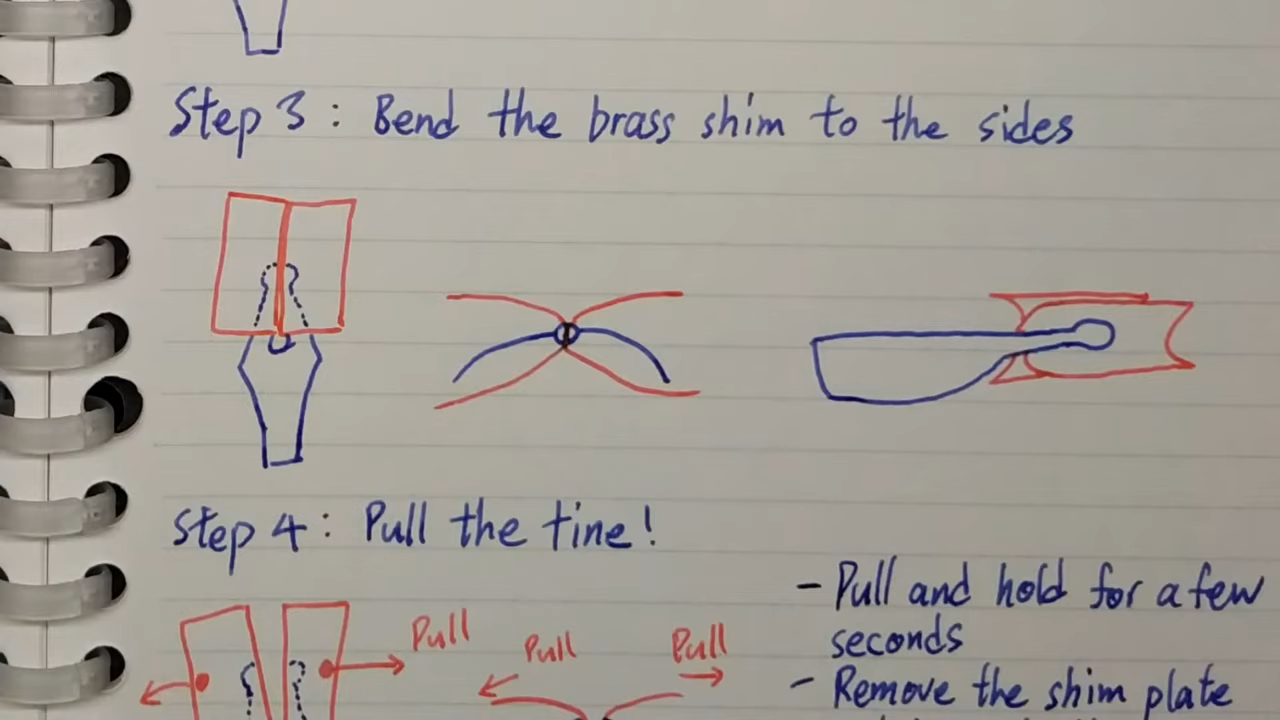 Step 3 : Bend the brass shim to the sides
Step 4 : Pull the tine!
Pull
Pull
Pull
- Pull and hold for a few
seconds
- Remove the shim plate